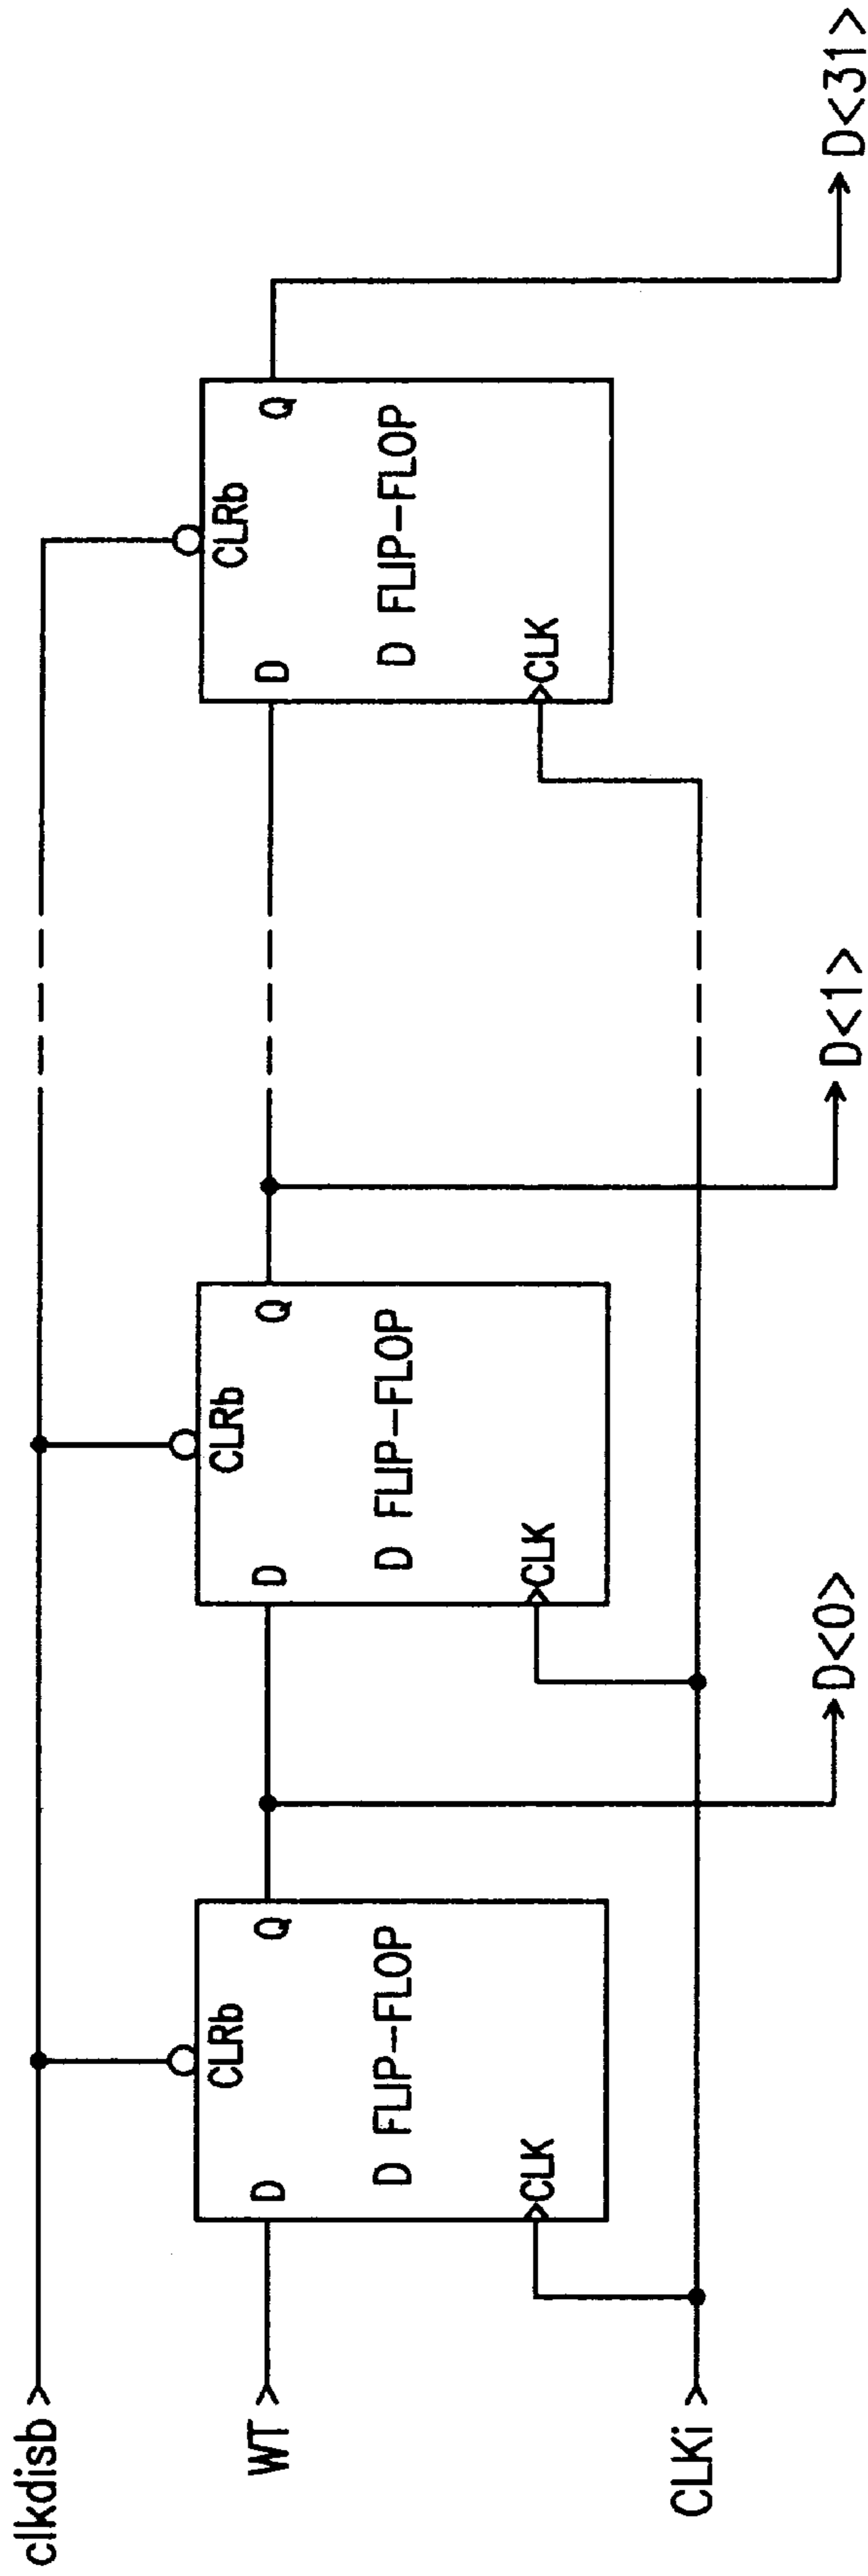 clkdisb
WT
CLKi
D
CLRb
Q
D FLIP-FLOP
CLK
D<0>
D
CLRb
Q
D FLIP-FLOP
CLK
D<1>
D
CLRb
Q
D FLIP-FLOP
CLK
D<31>